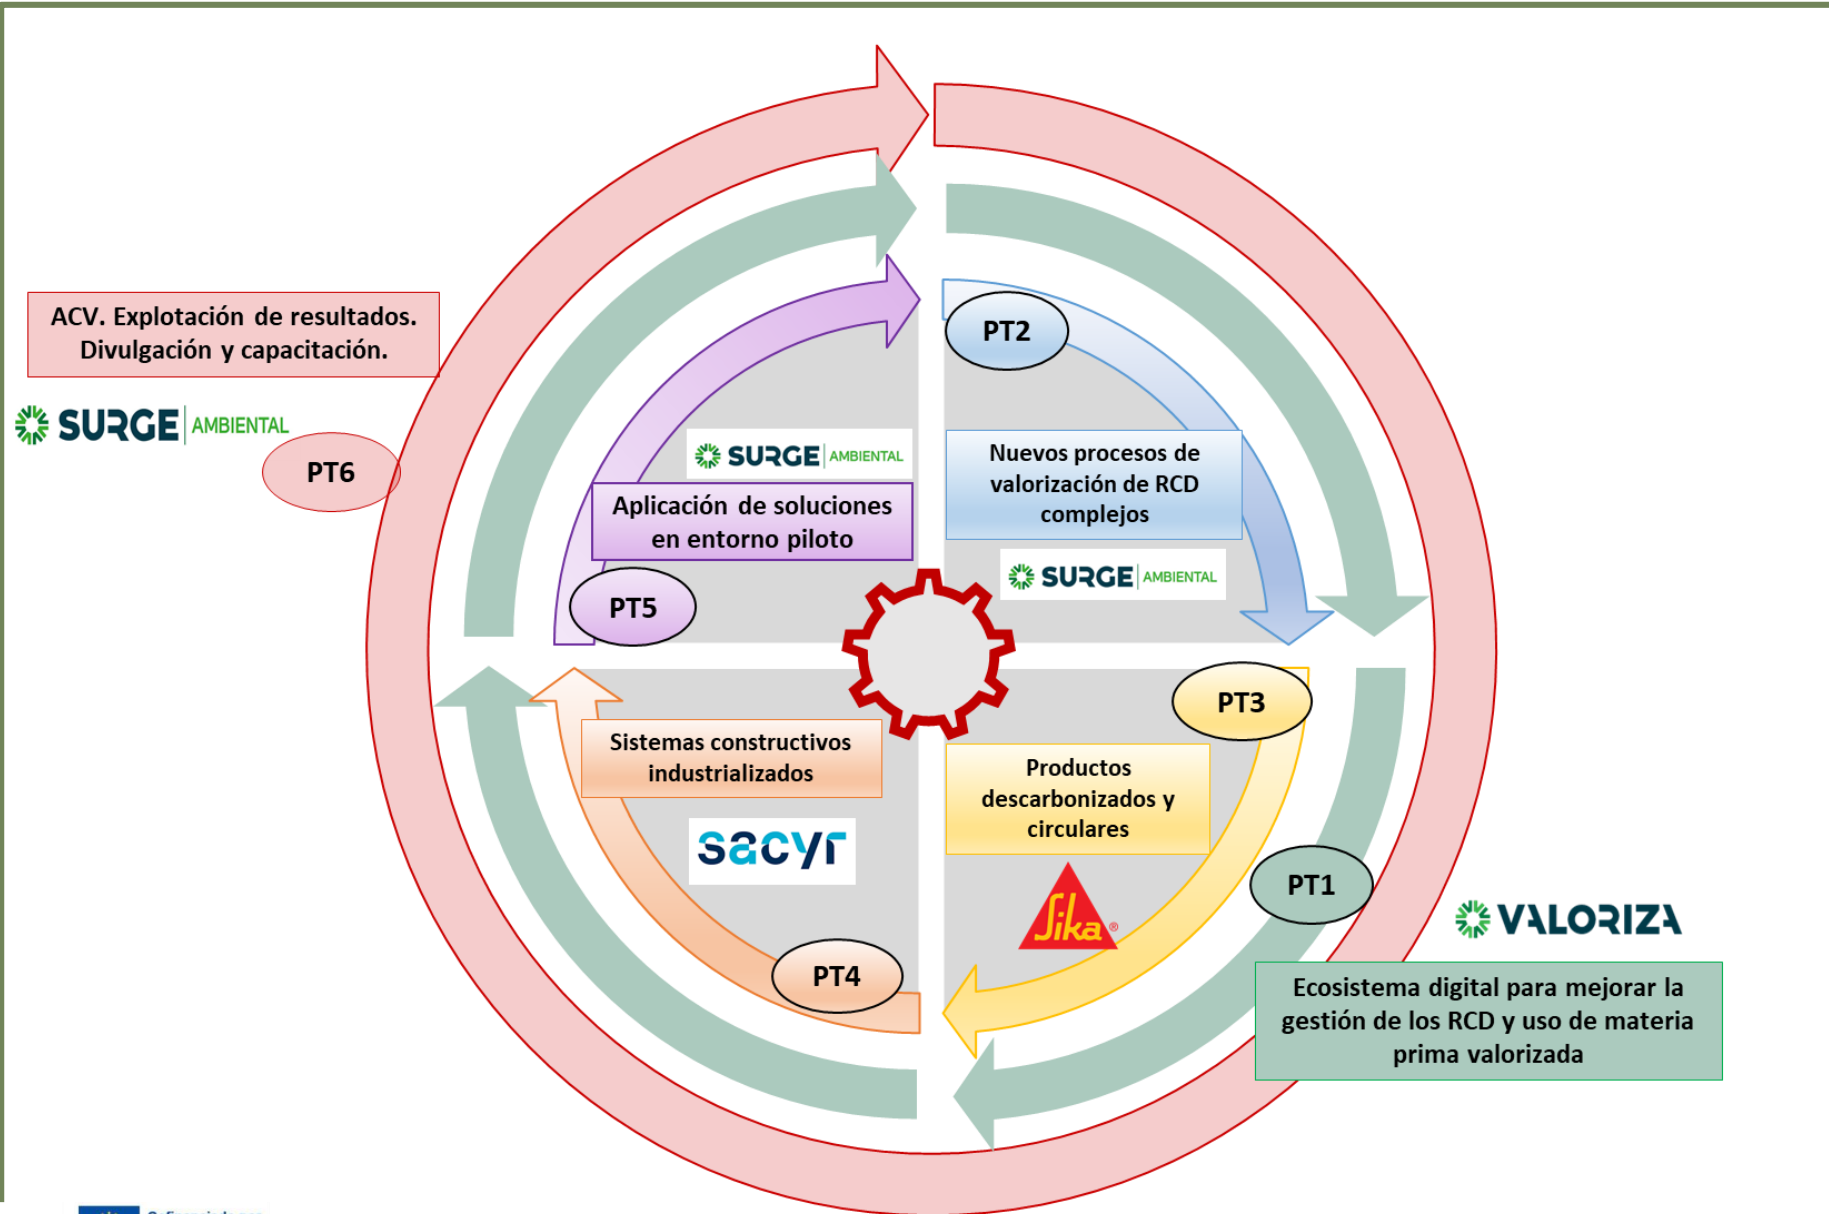 ACV. Explotación de resultados.
Divulgación y capacitación.
SURGE AMBIENTAL
PT6
PT2
Nuevos procesos de
valorización de RCD
complejos
SURGE AMBIENTAL
SURGE AMBIENTAL
Aplicación de soluciones
en entorno piloto
PT5
PT3
Productos
descarbonizados y
circulares
Sika®
Sistemas constructivos
industrializados
sacyr
PT4
PT1
VALORIZA
Ecosistema digital para mejorar la
gestión de los RCD y uso de materia
prima valorizada